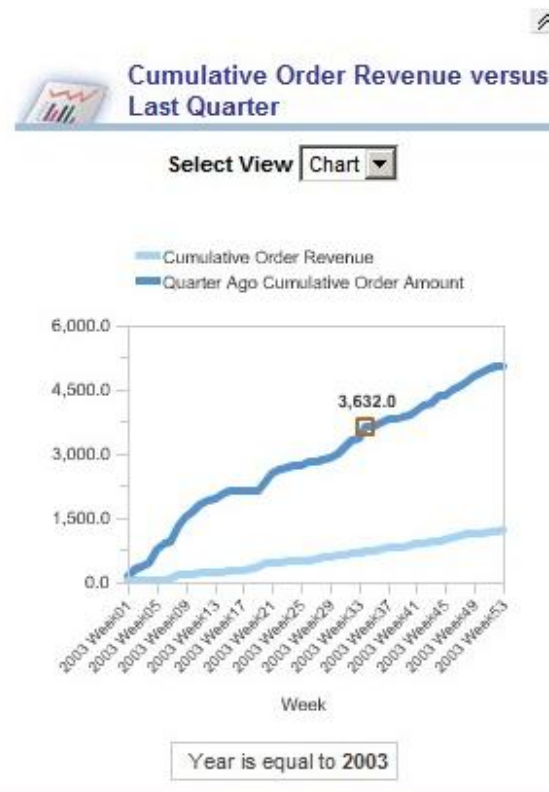 Cumulative Order Revenue versus
Last Quarter
Select View Chart
Cumulative Order Revenue
Quarter Ago Cumulative Order Amount
6,000.0
4,500.0
3,000.0
1,500.0
0.0
3,632.0
2003 Week01
2003 Week05
2003 Week09
2003 Week13
2003 Week17
2003 Week21
2003 Week25
2003 Week29
2003 Week33
2003 Week37
2003 Week41
2003 Week45
2003 Week49
2003 Week53
Week
Year is equal to 2003